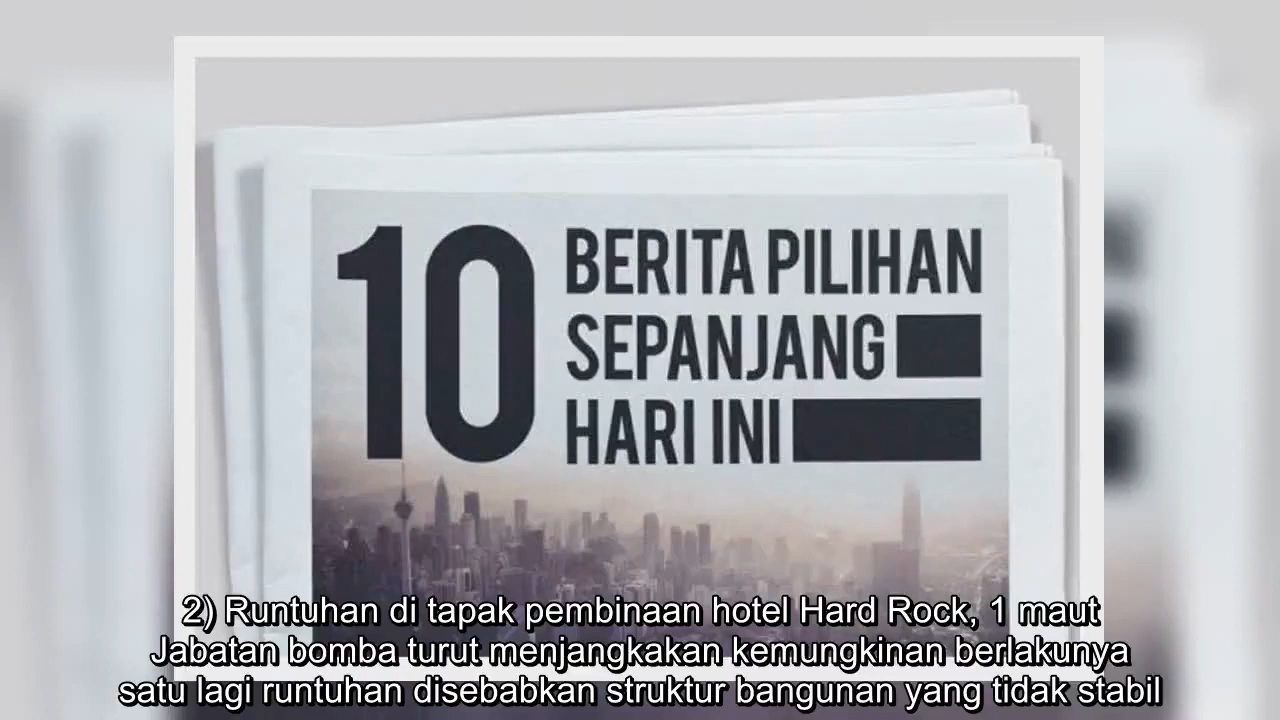 10 BERITA PILIHAN
SEPANJANG
HARI INI
2) Runtuhan di tapak pembinaan hotel Hard Rock, 1 maut
Jabatan bomba turut menjangkakan kemungkinan berlakunya
satu lagi runtuhan disebabkan struktur bangunan yang tidak stabil